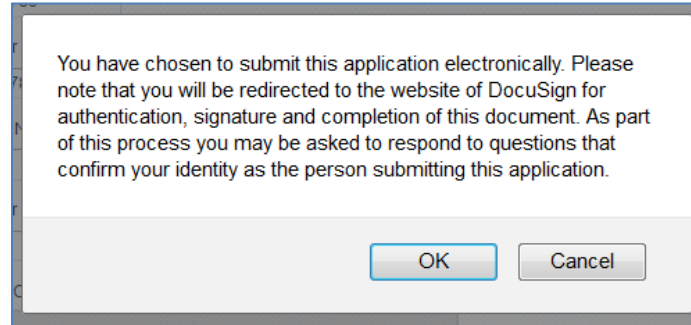 You have chosen to submit this application electronically. Please
note that you will be redirected to the website of DocuSign for
authentication, signature and completion of this document. As part
of this process you may be asked to respond to questions that
confirm your identity as the person submitting this application.
OK
Cancel